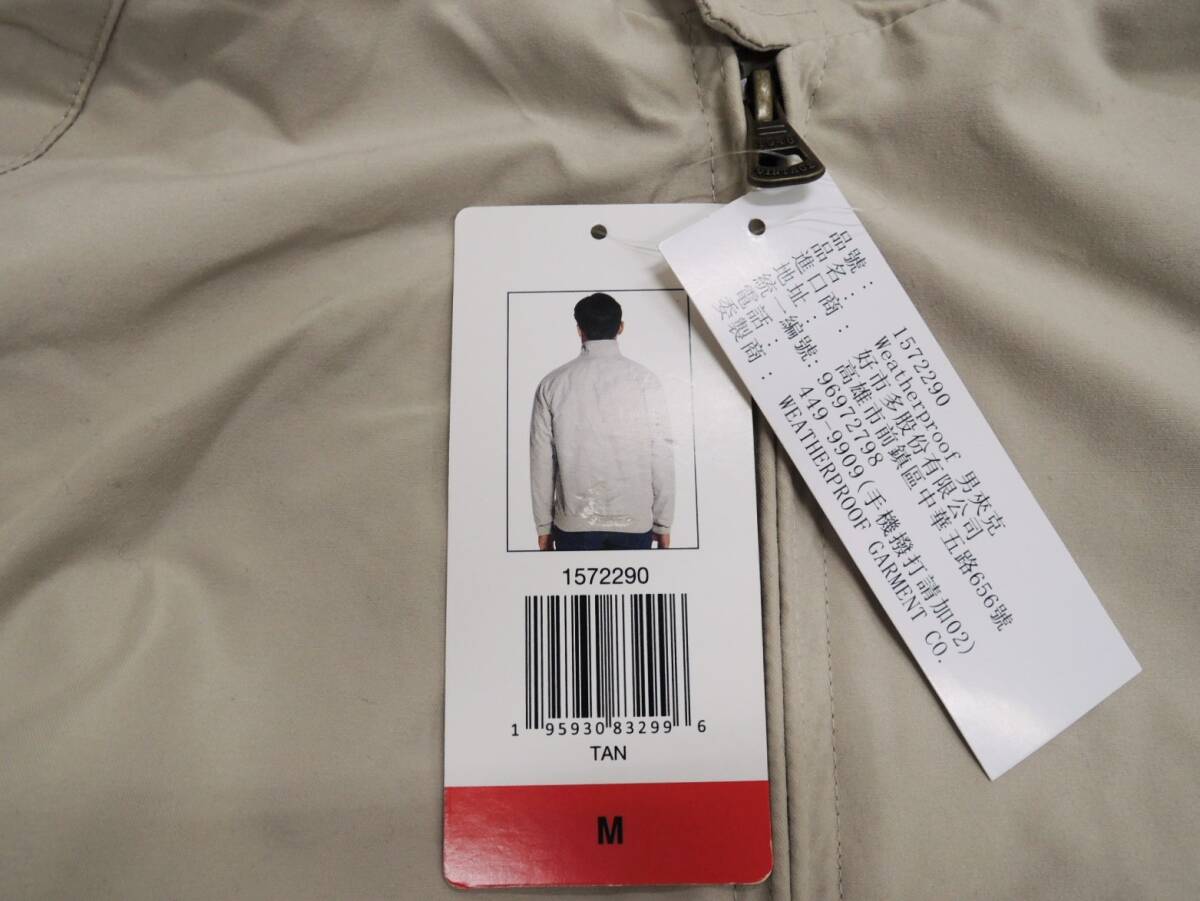 VINTAGE
1572290
1 95930 83299 6
TAN
M
品號： 1572290
品名： Weatherproof 男夾克
進口商： 好市多股份有限公司
地址： 高雄市前鎮區中華五路656號
統一編號: 96972798
電話： 449-9909(手機撥打請加02)
委製商： WEATHERPROOF GARMENT CO.